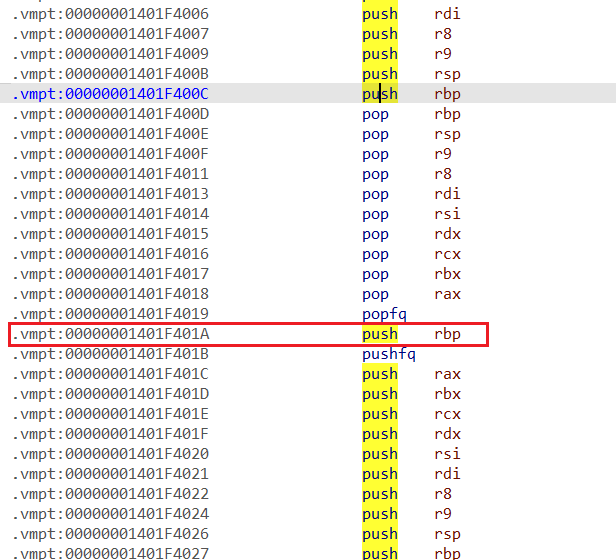 .vmpt:00000001401F4006 push rdi
.vmpt:00000001401F4007 push r8
.vmpt:00000001401F4009 push r9
.vmpt:00000001401F400B push rsp
.vmpt:00000001401F400C push rbp
.vmpt:00000001401F400D pop rbp
.vmpt:00000001401F400E pop rsp
.vmpt:00000001401F400F pop r9
.vmpt:00000001401F4011 pop r8
.vmpt:00000001401F4013 pop rdi
.vmpt:00000001401F4014 pop rsi
.vmpt:00000001401F4015 pop rdx
.vmpt:00000001401F4016 pop rcx
.vmpt:00000001401F4017 pop rbx
.vmpt:00000001401F4018 pop rax
.vmpt:00000001401F4019 popfq
.vmpt:00000001401F401A push rbp
.vmpt:00000001401F401B pushfq
.vmpt:00000001401F401C push rax
.vmpt:00000001401F401D push rbx
.vmpt:00000001401F401E push rcx
.vmpt:00000001401F401F push rdx
.vmpt:00000001401F4020 push rsi
.vmpt:00000001401F4021 push rdi
.vmpt:00000001401F4022 push r8
.vmpt:00000001401F4024 push r9
.vmpt:00000001401F4026 push rsp
.vmpt:00000001401F4027 push rbp